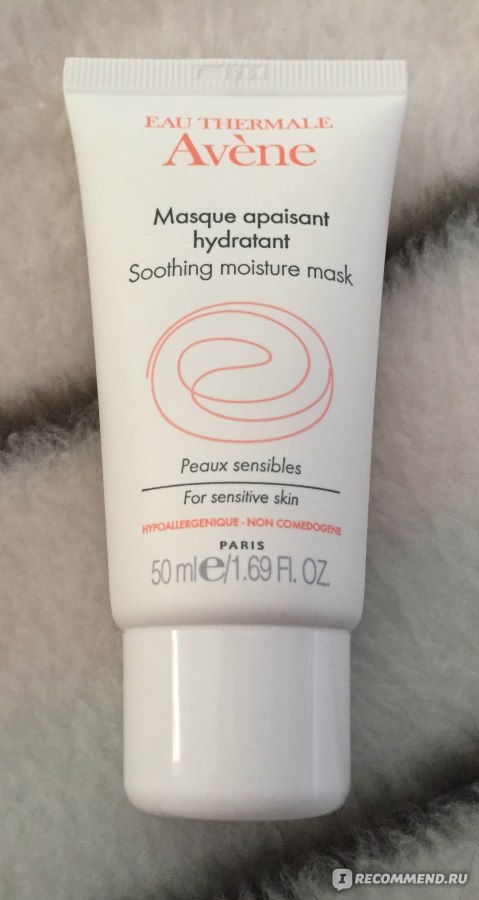 EAU THERMALE
Avène
Masque apaisant
hydratant
Soothing moisture mask
Peaux sensibles
For sensitive skin
HYPOALLERGENIQUE - NON COMEDOGENE
PARIS
50 ml e/1.69 Fl. OZ.
IRECOMMEND.RU